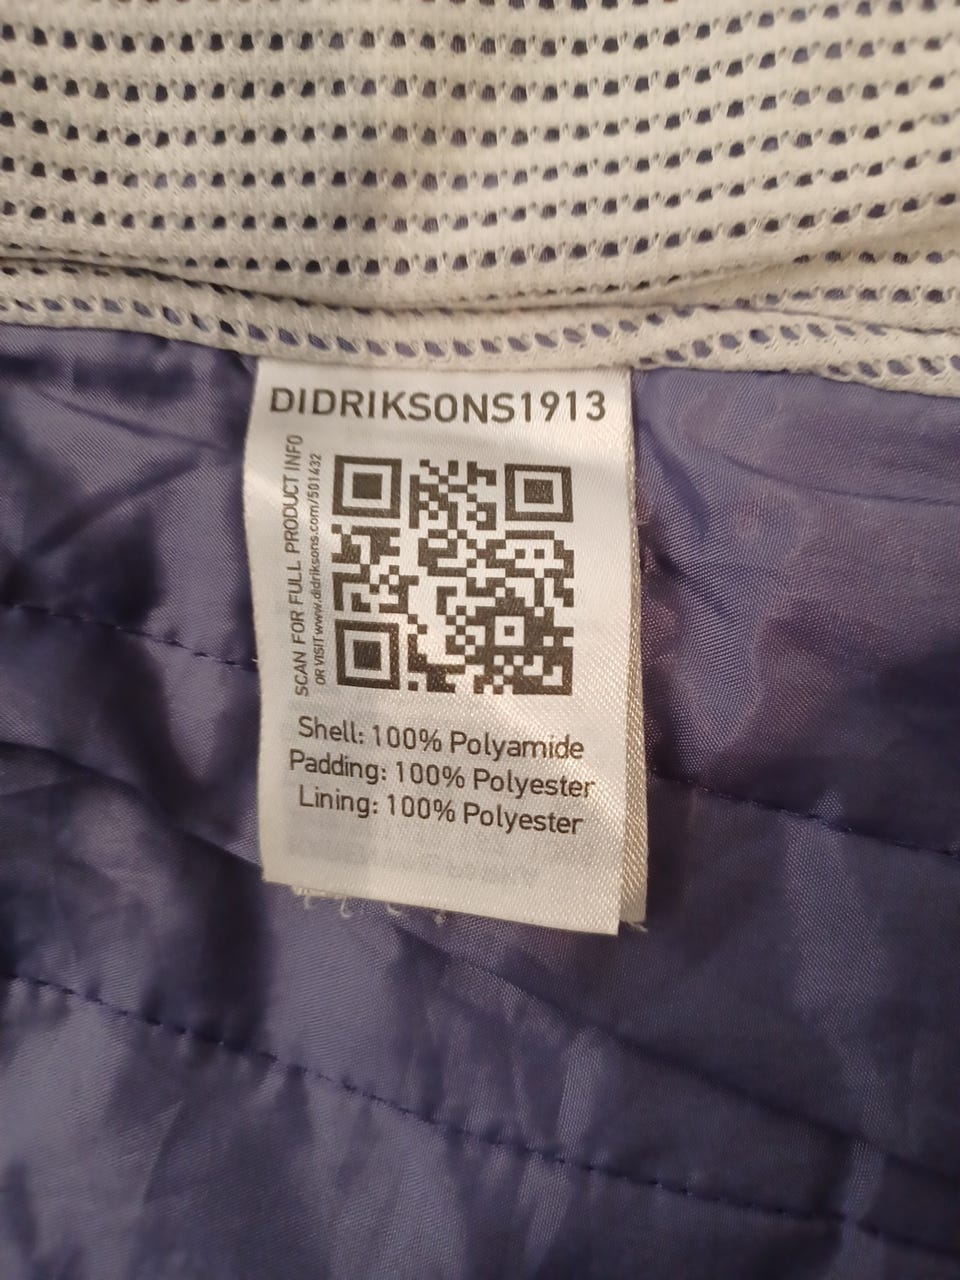 DIDRIKSONS1913
SCAN FOR FULL PRODUCT INFO
OR VISIT www.didriksons.com/501432
Shell: 100% Polyamide
Padding: 100% Polyester
Lining: 100% Polyester